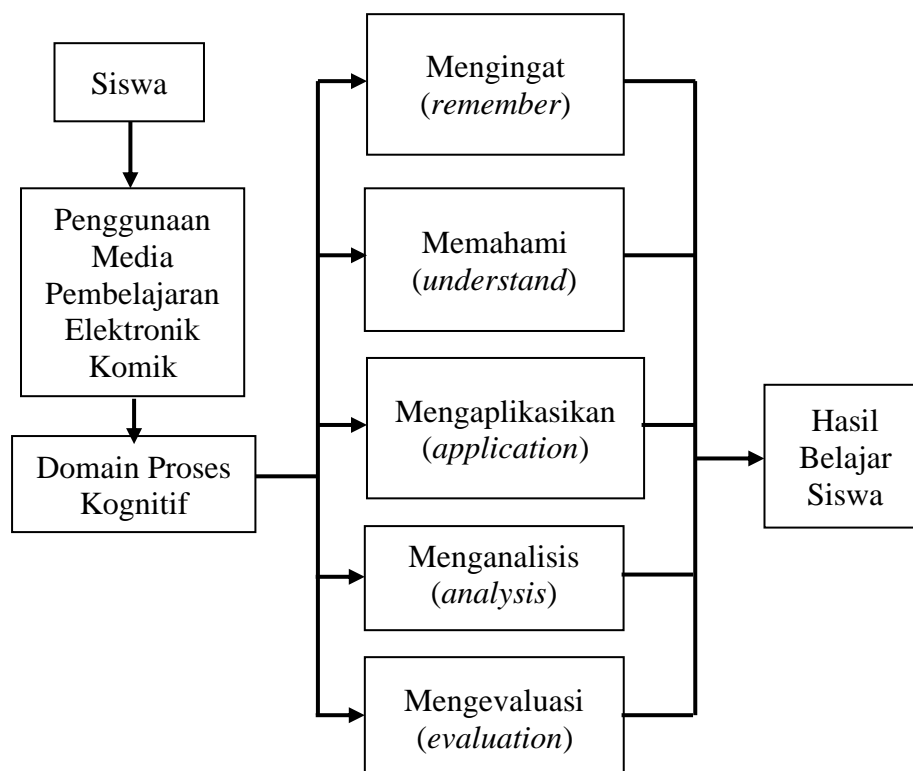 Siswa
Penggunaan
Media
Pembelajaran
Elektronik
Komik
Domain Proses
Kognitif
Mengingat
(remember)
Memahami
(understand)
Mengaplikasikan
(application)
Menganalisis
(analysis)
Mengevaluasi
(evaluation)
Hasil
Belajar
Siswa